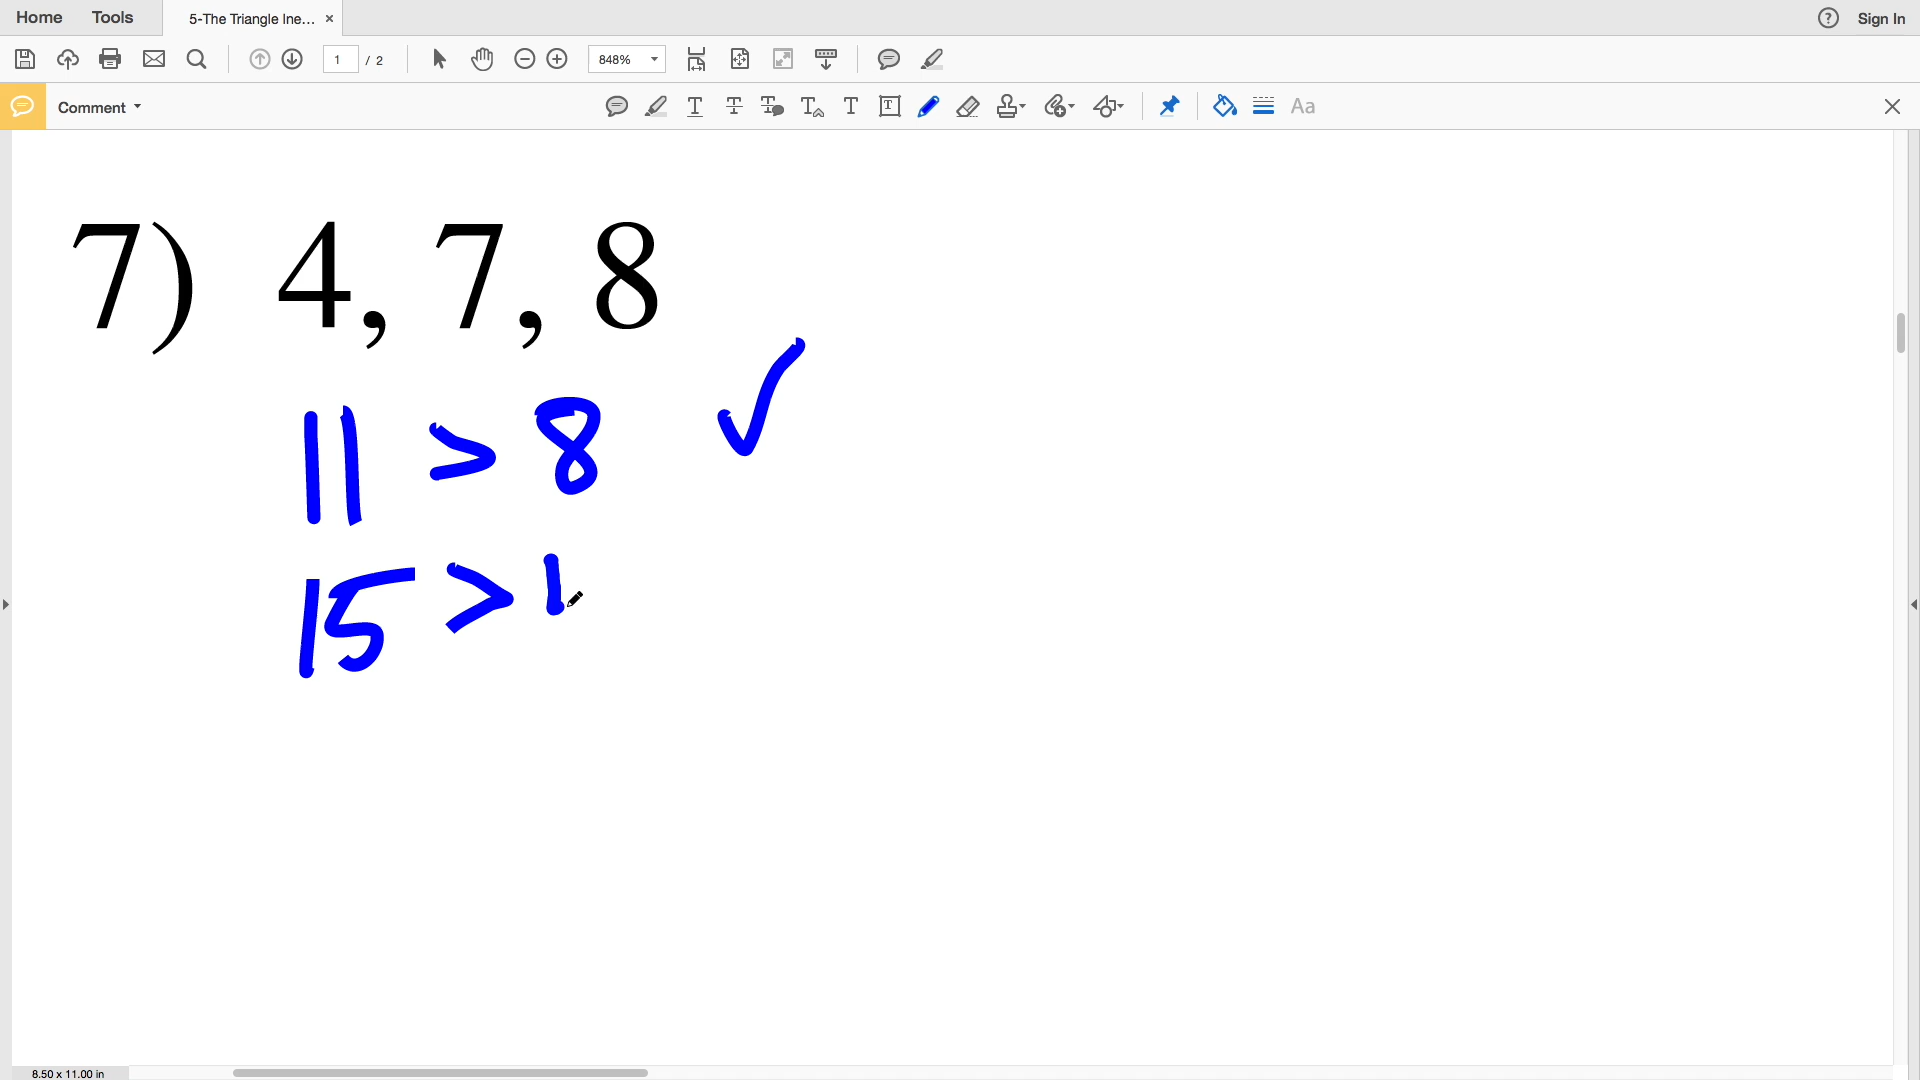 Home Tools 5-The Triangle Ine... × ? Sign In
1 / 2 848%
Comment T T T T T T Aa
7) 4, 7, 8
11 > 8 ✓
15 >
8.50 x 11.00 in